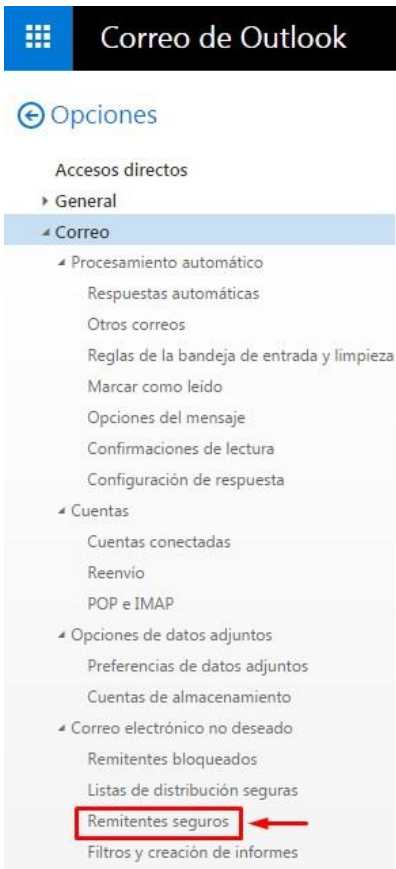 Correo de Outlook
Opciones
Accesos directos
General
Correo
Procesamiento automático
Respuestas automáticas
Otros correos
Reglas de la bandeja de entrada y limpieza
Marcar como leído
Opciones del mensaje
Confirmaciones de lectura
Configuración de respuesta
Cuentas
Cuentas conectadas
Reenvío
POP e IMAP
Opciones de datos adjuntos
Preferencias de datos adjuntos
Cuentas de almacenamiento
Correo electrónico no deseado
Remitentes bloqueados
Listas de distribución seguras
Remitentes seguros
Filtros y creación de informes